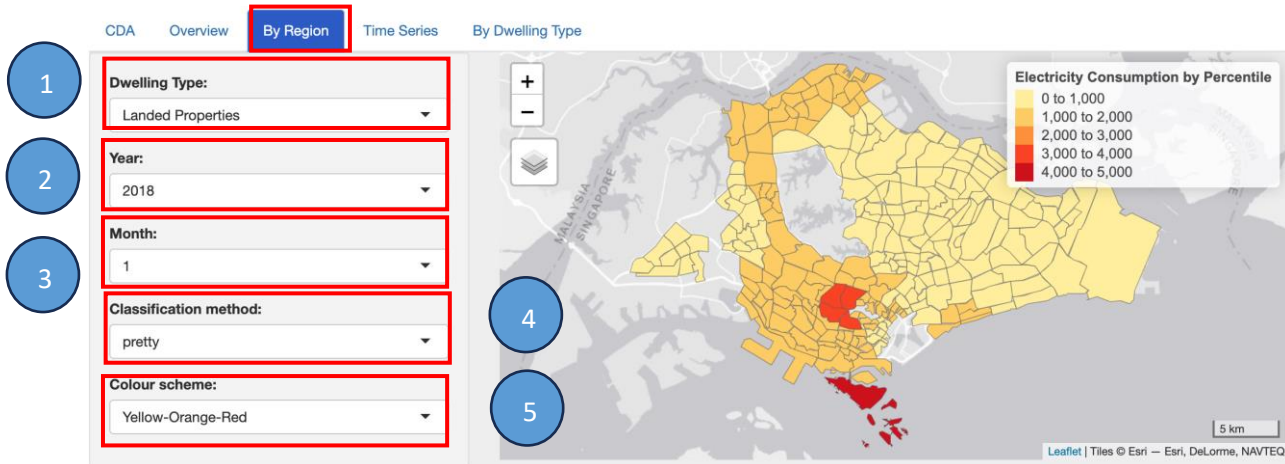 CDA Overview By Region Time Series By Dwelling Type
1
Dwelling Type:
Landed Properties
2
Year:
2018
3
Month:
1
Classification method:
pretty
4
Colour scheme:
Yellow-Orange-Red
5
+
−
MALAYSIA
SINGAPORE
Electricity Consumption by Percentile
0 to 1,000
1,000 to 2,000
2,000 to 3,000
3,000 to 4,000
4,000 to 5,000
MALAYSIA
SINGAPORE
5 km
Leaflet | Tiles © Esri — Esri, DeLorme, NAVTEQ